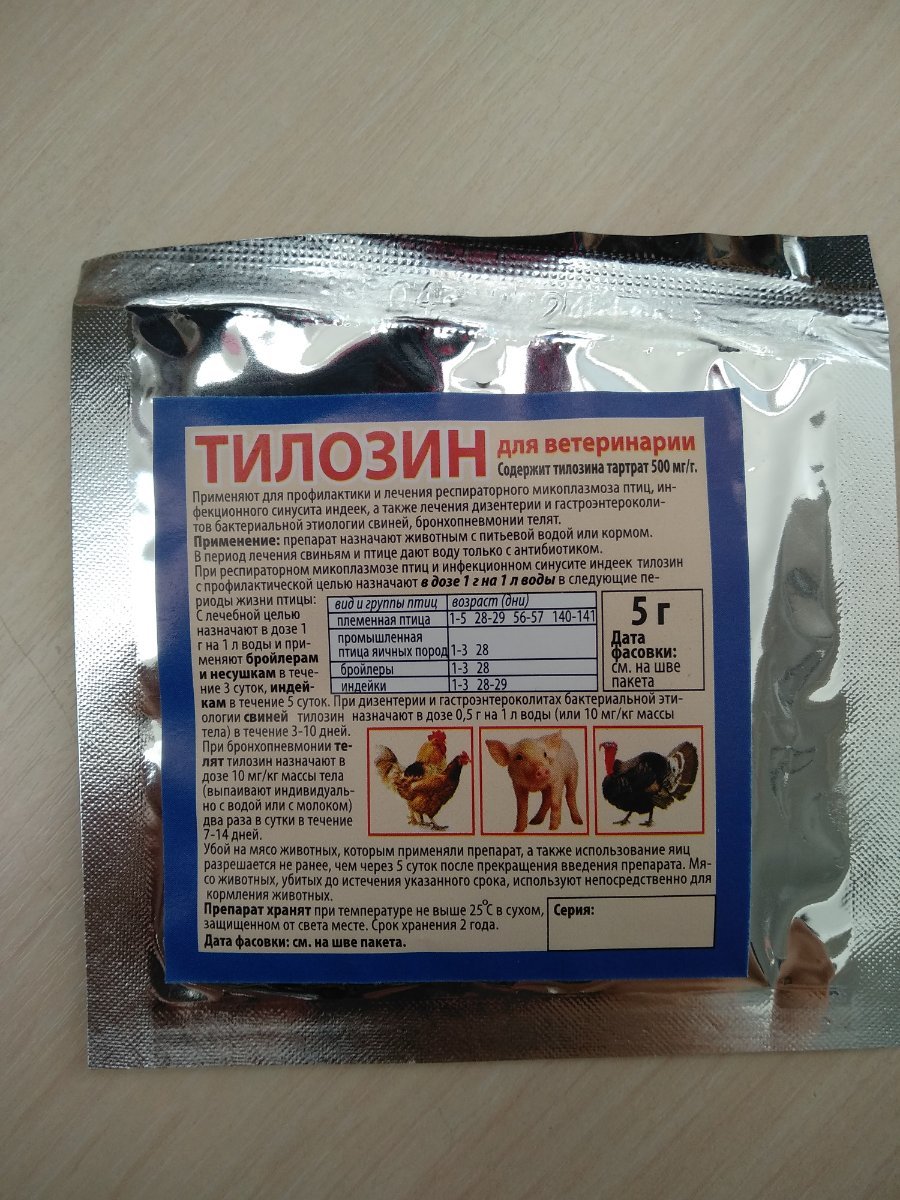 ТИЛОЗИН для ветеринарии
Содержит тилозина тартрат 500 мг/г.
Применяют для профилактики и лечения респираторного микоплазмоза птиц, ин-
фекционного синусита индеек, а также лечения дизентерии и гастроэнтероколи-
тов бактериальной этиологии свиней, бронхопневмонии телят.
Применение: препарат назначают животным с питьевой водой или кормом.
В период лечения свиньям и птице дают воду только с антибиотиком.
При респираторном микоплазмозе птиц и инфекционном синусите индеек тилозин
с профилактической целью назначают в дозе 1 г на 1 л воды в следующие пе-
риоды жизни птицы:
С лечебной целью
назначают в дозе 1
г на 1 л воды и при-
меняют бройлерам
и несушкам в тече-
ние 3 суток, индей-
вид и группы птиц возраст (дни)
племенная птица 1-5 28-29 56-57 140-141
промышленная
птица яичных пород 1-3 28
бройлеры 1-3 28
индейки 1-3 28-29
5 г
Дата
фасовки:
см. на шве
пакета
кам в течение 5 суток. При дизентерии и гастроэнтероколитах бактериальной эти-
ологии свиней тилозин назначают в дозе 0,5 г на 1 л воды (или 10 мг/кг массы
тела) в течение 3-10 дней.
При бронхопневмонии те-
лят тилозин назначают в
дозе 10 мг/кг массы тела
(выпаивают индивидуаль-
но с водой или с молоком)
два раза в сутки в течение
7-14 дней.
Убой на мясо животных, которым применяли препарат, а также использование яиц
разрешается не ранее, чем через 5 суток после прекращения введения препарата. Мя-
со животных, убитых до истечения указанного срока, используют непосредственно для
кормления животных.
Препарат хранят при температуре не выше 25°С в сухом,
защищенном от света месте. Срок хранения 2 года.
Дата фасовки: см. на шве пакета.
Серия: